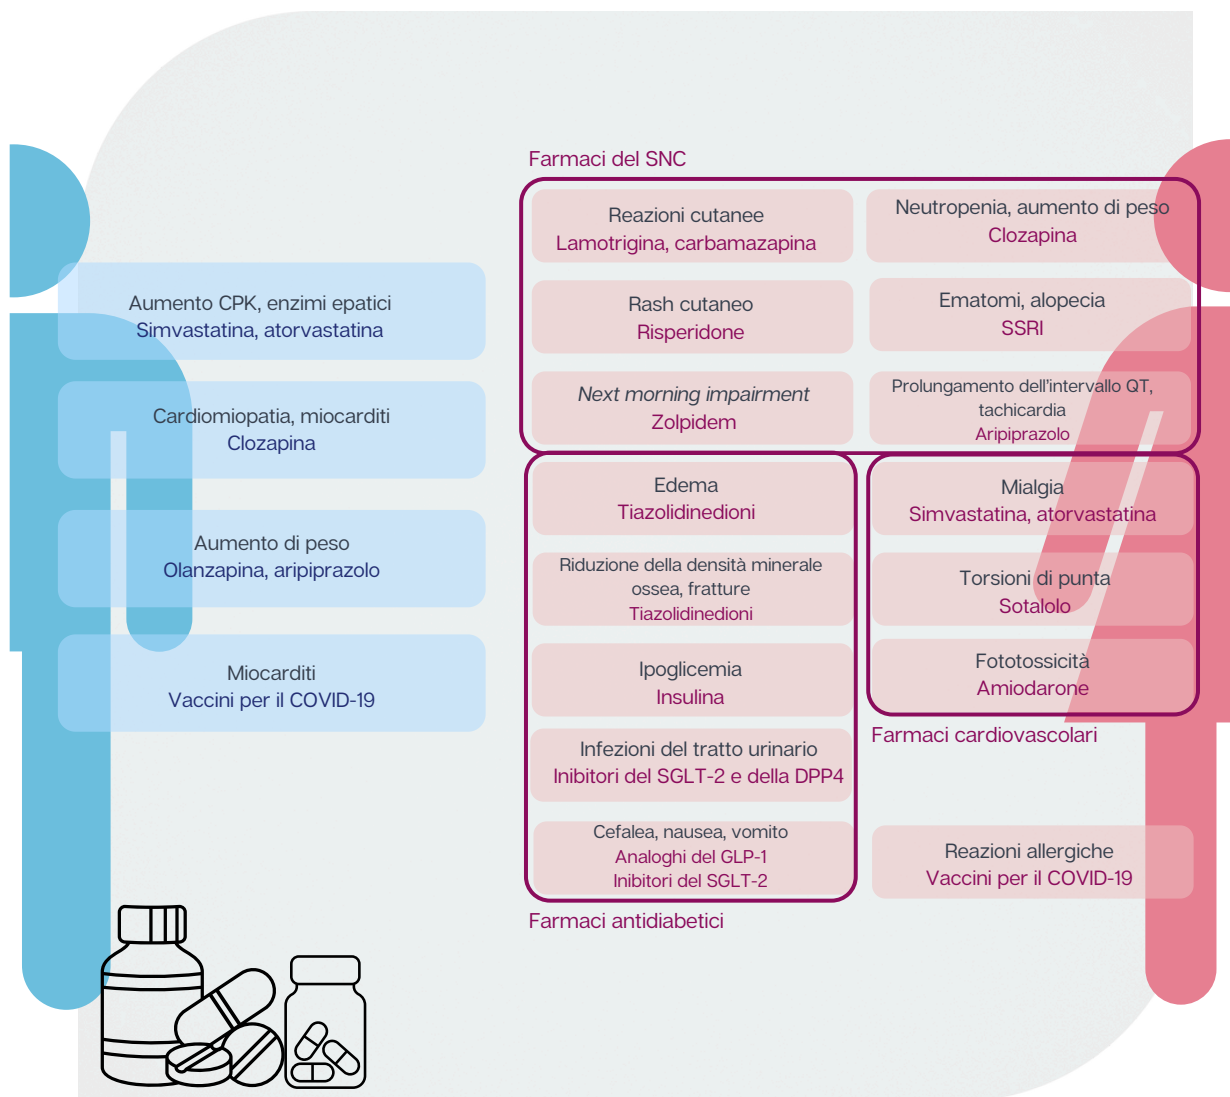 Aumento CPK, enzimi epatici
Simvastatina, atorvastatina
Cardiomiopatia, miocarditi
Clozapina
Aumento di peso
Olanzapina, aripiprazolo
Miocarditi
Vaccini per il COVID-19
Farmaci del SNC
Reazioni cutanee
Lamotrigina, carbamazapina
Neutropenia, aumento di peso
Clozapina
Rash cutaneo
Risperidone
Ematomi, alopecia
SSRI
Next morning impairment
Zolpidem
Prolungamento dell'intervallo QT,
tachicardia
Aripiprazolo
Edema
Tiazolidinedioni
Riduzione della densità minerale
ossea, fratture
Tiazolidinedioni
Ipoglicemia
Insulina
Infezioni del tratto urinario
Inibitori del SGLT-2 e della DPP4
Cefalea, nausea, vomito
Analoghi del GLP-1
Inibitori del SGLT-2
Farmaci antidiabetici
Mialgia
Simvastatina, atorvastatina
Torsioni di punta
Sotalolo
Fototossicità
Amiodarone
Farmaci cardiovascolari
Reazioni allergiche
Vaccini per il COVID-19